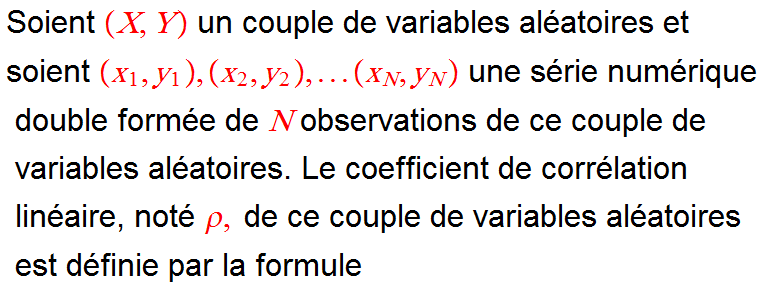 Soient (X, Y) un couple de variables aléatoires et
soient (x₁,y₁),(x₂,y₂),…(x_N,y_N) une série numérique
double formée de N observations de ce couple de
variables aléatoires. Le coefficient de corrélation
linéaire, noté ρ, de ce couple de variables aléatoires
est définie par la formule